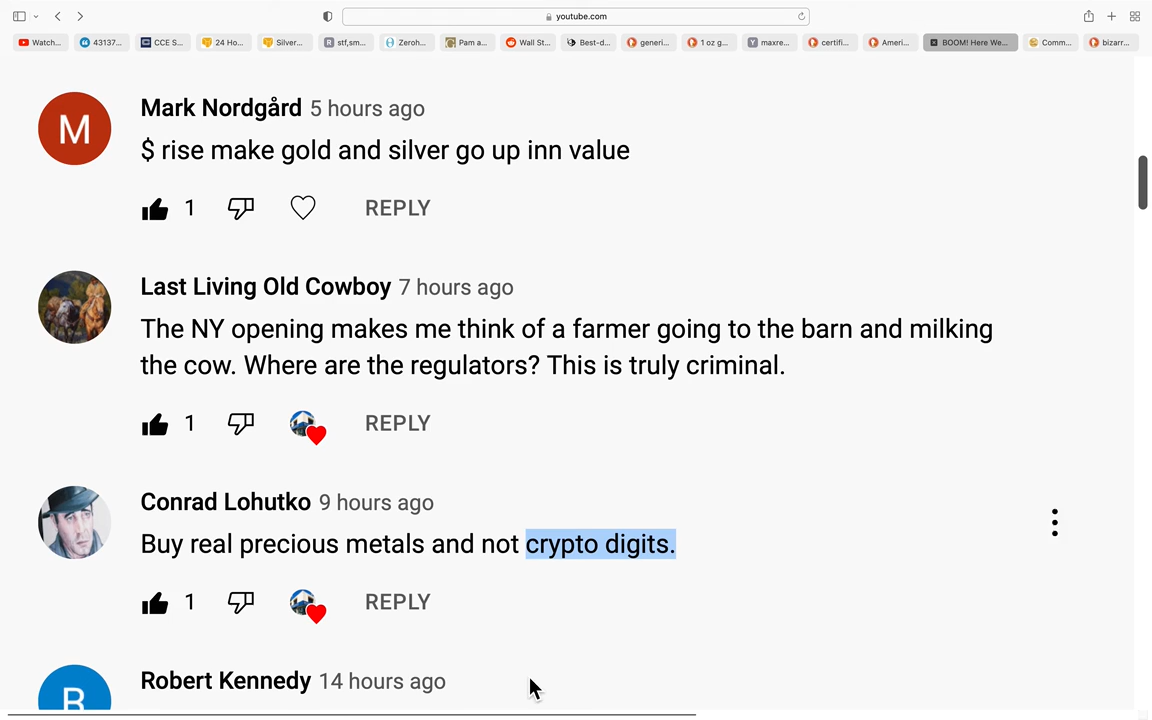 youtube.com
Watch...
43137...
CCE S...
24 Ho...
Silver...
R
stf,sm...
Zeroh...
Pam a...
Wall St...
Best-d...
generi...
1 oz g...
Y
maxre...
certifi...
Ameri...
BOOM! Here We...
Comm...
bizarr...
M
Mark Nordgård 5 hours ago
$ rise make gold and silver go up inn value
1 REPLY
Last Living Old Cowboy 7 hours ago
The NY opening makes me think of a farmer going to the barn and milking
the cow. Where are the regulators? This is truly criminal.
1 REPLY
Conrad Lohutko 9 hours ago
Buy real precious metals and not crypto digits.
1 REPLY
R
Robert Kennedy 14 hours ago